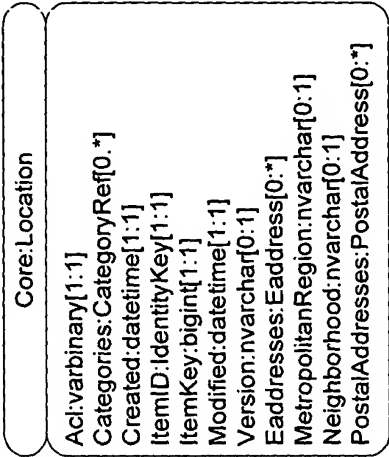 Core:Location
Acl:varbinary[1:1]
Categories:CategoryRef[0.*]
Created:datetime[1:1]
ItemID:IdentityKey[1:1]
ItemKey:bigint[1:1]
Modified:datetime[1:1]
Version:nvarchar[0:1]
Eaddresses:Eaddress[0:*]
MetropolitanRegion:nvarchar[0:1]
Neighborhood:nvarchar[0:1]
PostalAddresses:PostalAddress[0:*]